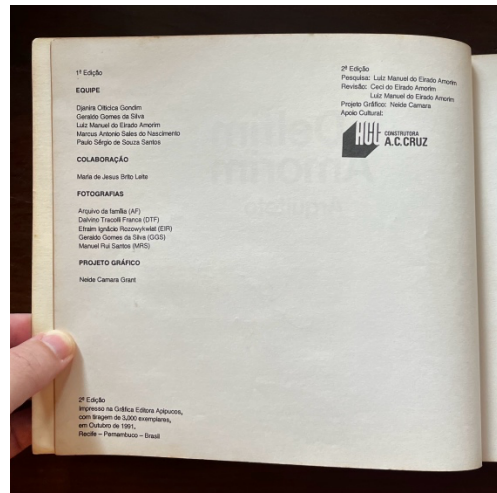 1ª Edição
EQUIPE
Djanira Oiticica Gondim
Geraldo Gomes da Silva
Luiz Manuel do Eirado Amorim
Marcus Antonio Sales do Nascimento
Paulo Sérgio de Souza Santos
COLABORAÇÃO
Maria de Jesus Brito Leite
FOTOGRAFIAS
Arquivo da família (AF)
Dalvino Tracolli Franca (DTF)
Efraim Ignácio Rozowykwiat (EIR)
Geraldo Gomes da Silva (GGS)
Manuel Rui Santos (MRS)
PROJETO GRÁFICO
Neide Camara Grant
2ª Edição
Impresso na Gráfica Editora Apipucos,
com tiragem de 3.000 exemplares,
em Outubro de 1991.
Recife – Pernambuco – Brasil
2ª Edição
Pesquisa: Luiz Manuel do Eirado Amorim
Revisão: Ceci do Eirado Amorim
Luiz Manuel do Eirado Amorim
Projeto Gráfico: Neide Camara
Apoio Cultural:
CONSTRUTORA
A.C.CRUZ